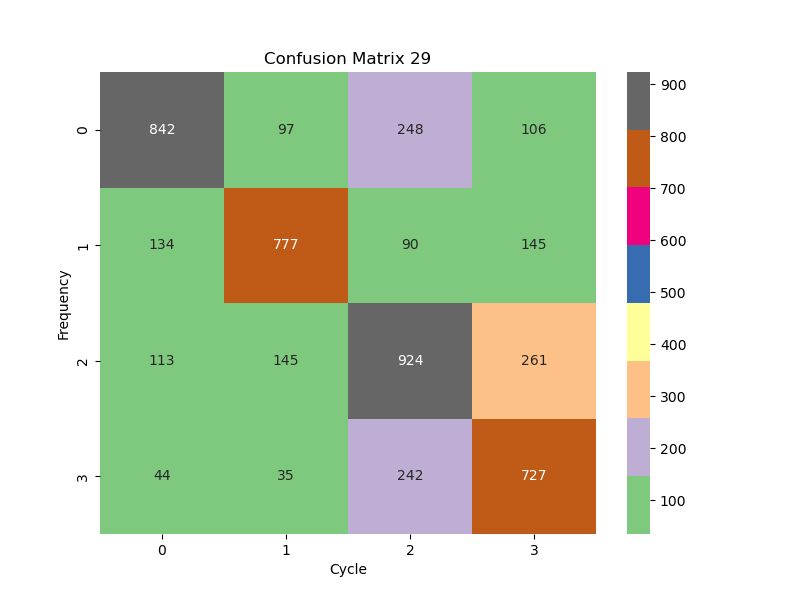 Confusion Matrix 29
0 842 97 248 106
1 134 777 90 145
2 113 145 924 261
3 44 35 242 727
0 1 2 3
Cycle
Frequency
900
800
700
600
500
400
300
200
100